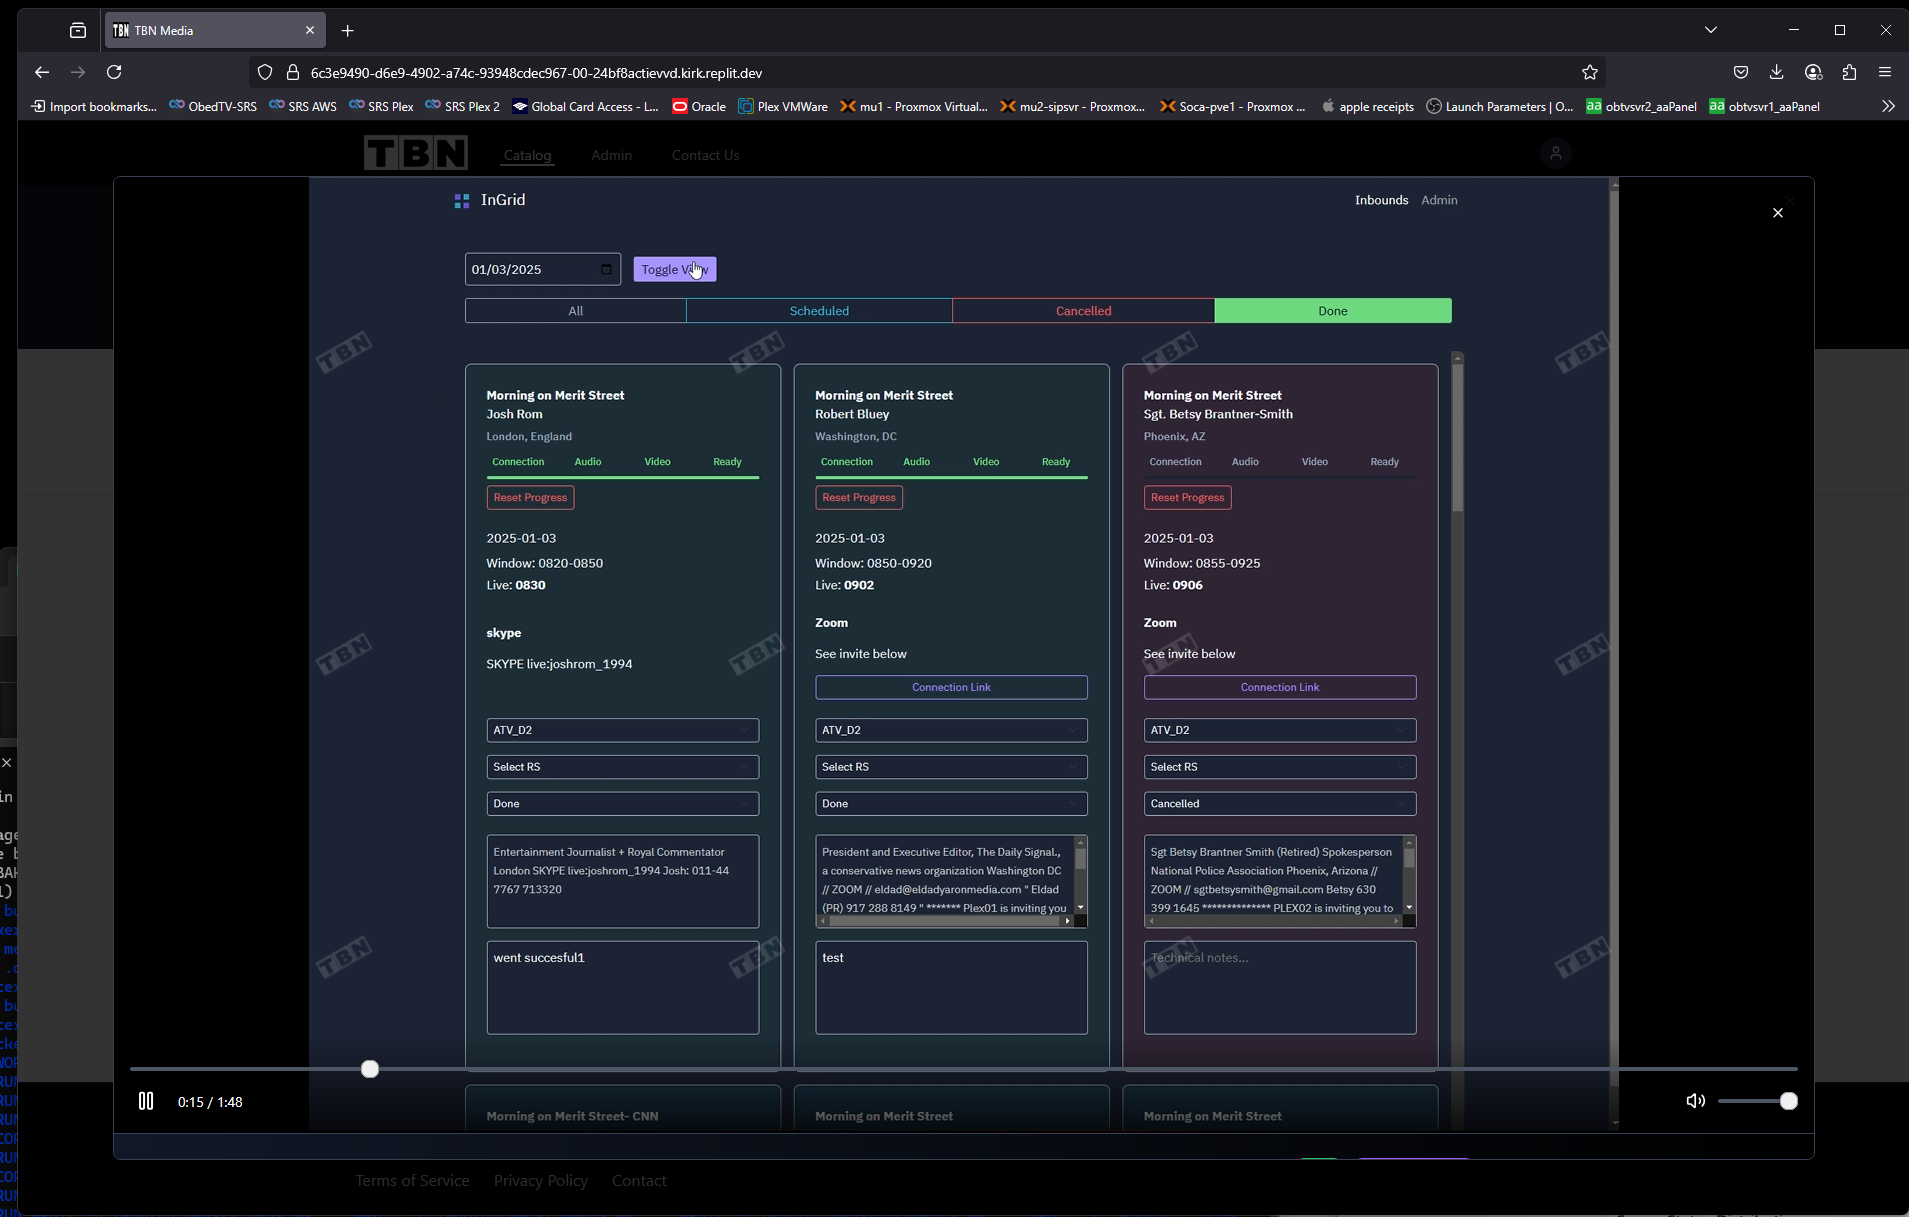 TBN Media
6c3e9490-d6e9-4902-a74c-93948cdec967-00-24bf8actievvd.kirk.replit.dev
Import bookmarks... ObedTV-SRS SRS AWS SRS Plex SRS Plex 2 Global Card Access - L... Oracle Plex VMWare mu1 - Proxmox Virtual... mu2-sipsvr - Proxmox... Soca-pve1 - Proxmox ... apple receipts Launch Parameters | O... obtvsvr2_aaPanel obtvsvr1_aaPanel
TBN Catalog Admin Contact Us
InGrid
Inbounds Admin
01/03/2025
All Scheduled Cancelled Done
TBN TBN TBN TBN
Morning on Merit Street
Josh Rom
London, England
Connection Audio Video Ready
Reset Progress
2025-01-03
Window: 0820-0850
Live: 0830
skype
SKYPE live:joshrom_1994
ATV_D2
Select RS
Done
Entertainment Journalist + Royal Commentator
London SKYPE live:joshrom_1994 Josh: 011-44
7767 713320
went succesful1
Morning on Merit Street
Robert Bluey
Washington, DC
Connection Audio Video Ready
Reset Progress
2025-01-03
Window: 0850-0920
Live: 0902
Zoom
See invite below
Connection Link
ATV_D2
Select RS
Done
President and Executive Editor, The Daily Signal.,
a conservative news organization Washington DC
// ZOOM // eldad@eldadyaronmedia.com " Eldad
(PR) 917 288 8149 " ******* Plex01 is inviting you
test
Morning on Merit Street
Sgt. Betsy Brantner-Smith
Phoenix, AZ
Connection Audio Video Ready
Reset Progress
2025-01-03
Window: 0855-0925
Live: 0906
Zoom
See invite below
Connection Link
ATV_D2
Select RS
Cancelled
Sgt Betsy Brantner Smith (Retired) Spokesperson
National Police Association Phoenix, Arizona //
ZOOM // sgtbetsysmith@gmail.com Betsy 630
399 1645 ************** PLEX02 is inviting you to
Technical notes...
TBN TBN TBN TBN
TBN TBN TBN TBN
Morning on Merit Street- CNN
Morning on Merit Street
Morning on Merit Street
0:15 / 1:48
Terms of Service Privacy Policy Contact